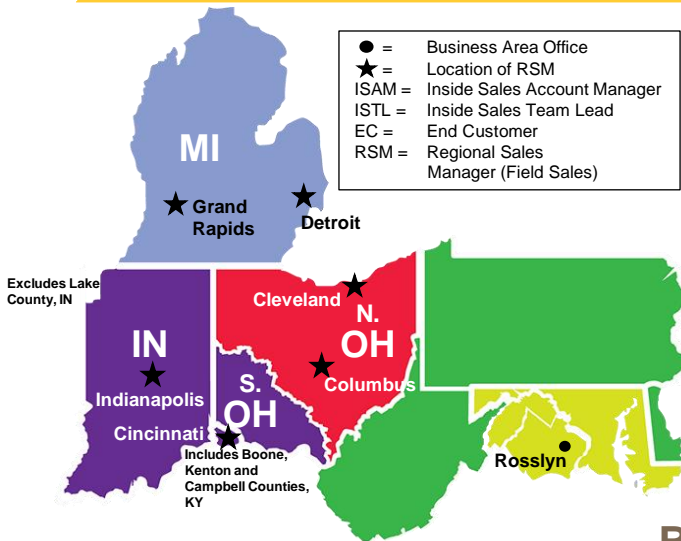 ● = Business Area Office
★ = Location of RSM
ISAM = Inside Sales Account Manager
ISTL = Inside Sales Team Lead
EC = End Customer
RSM = Regional Sales
Manager (Field Sales)
MI
Grand
Rapids
Detroit
Excludes Lake
County, IN
Cleveland
N.
OH
IN
Columbus
Indianapolis
S.
OH
Cincinnati
Includes Boone,
Kenton and
Campbell Counties,
KY
Rosslyn